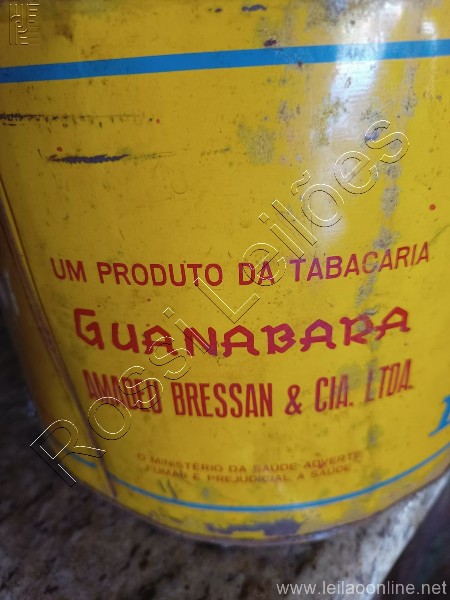 UM PRODUTO DA TABACARIA
GUANABARA
AMADEO BRESSAN & CIA. LTDA.
O MINISTÉRIO DA SAÚDE ADVERTE
FUMAR É PREJUDICIAL À SAÚDE
Rossi Leilões
www.leilaoonline.net